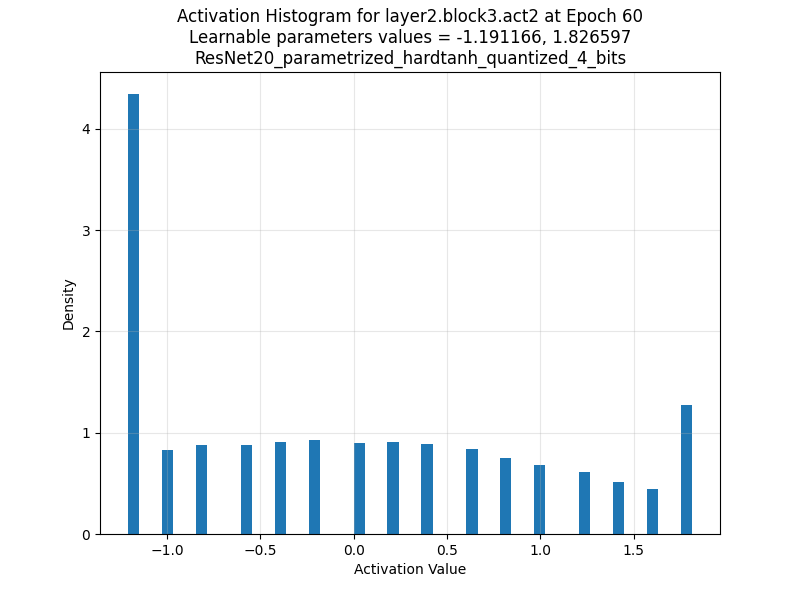 Activation Histogram for layer2.block3.act2 at Epoch 60
Learnable parameters values = -1.191166, 1.826597
ResNet20_parametrized_hardtanh_quantized_4_bits
4
3
2
1
0
Density
−1.0 −0.5 0.0 0.5 1.0 1.5
Activation Value